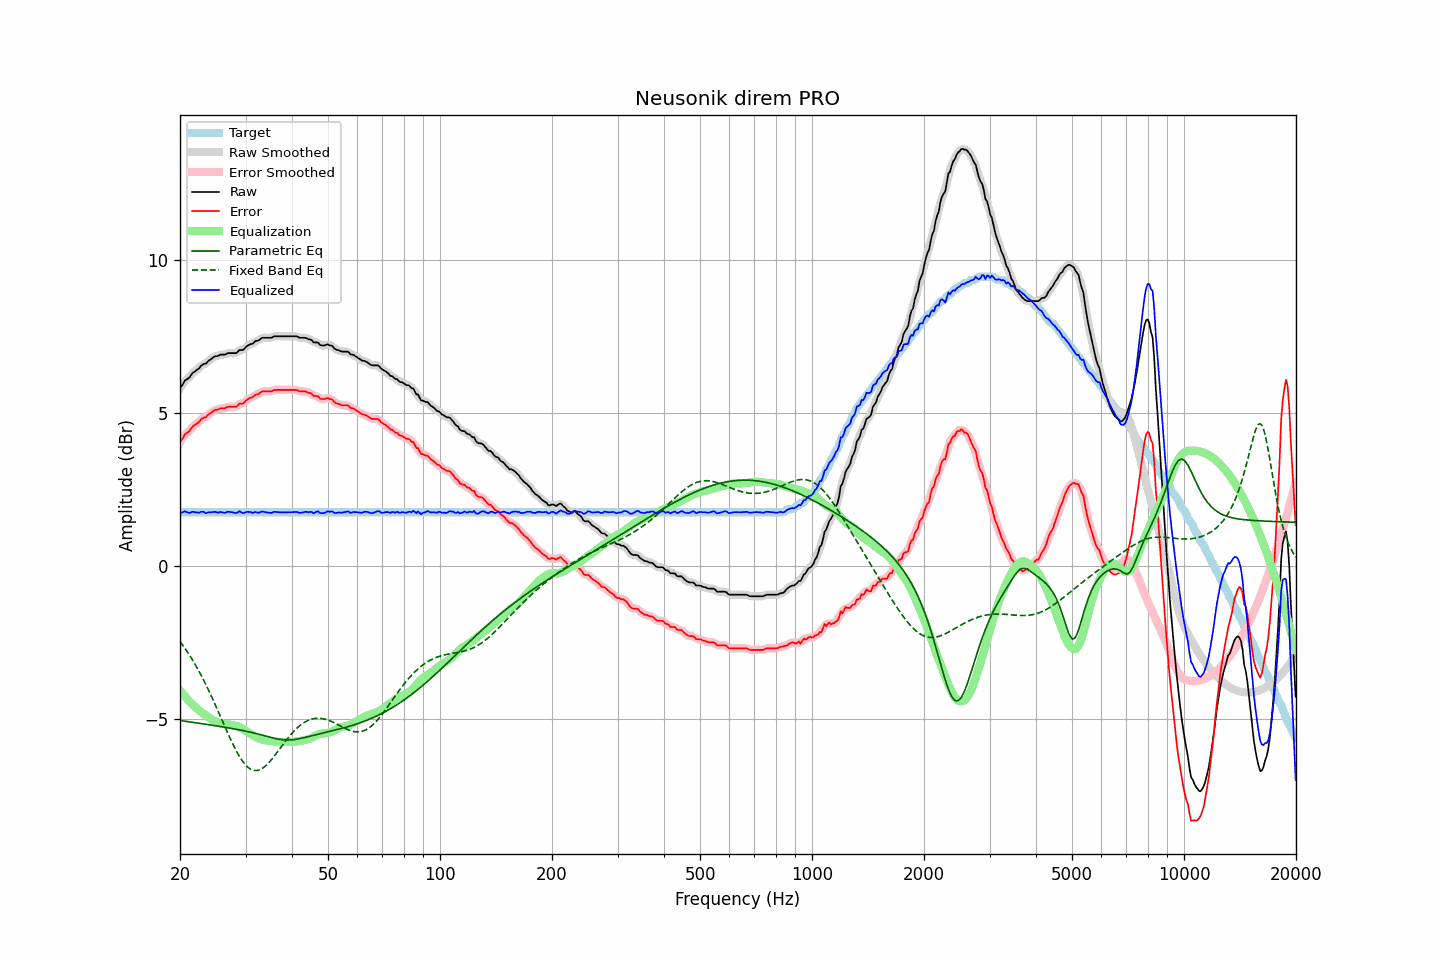 Neusonik direm PRO
Target
Raw Smoothed
Error Smoothed
Raw
Error
Equalization
Parametric Eq
Fixed Band Eq
Equalized
10
5
0
−5
Amplitude (dBr)
20 50 100 200 500 1000 2000 5000 10000 20000
Frequency (Hz)